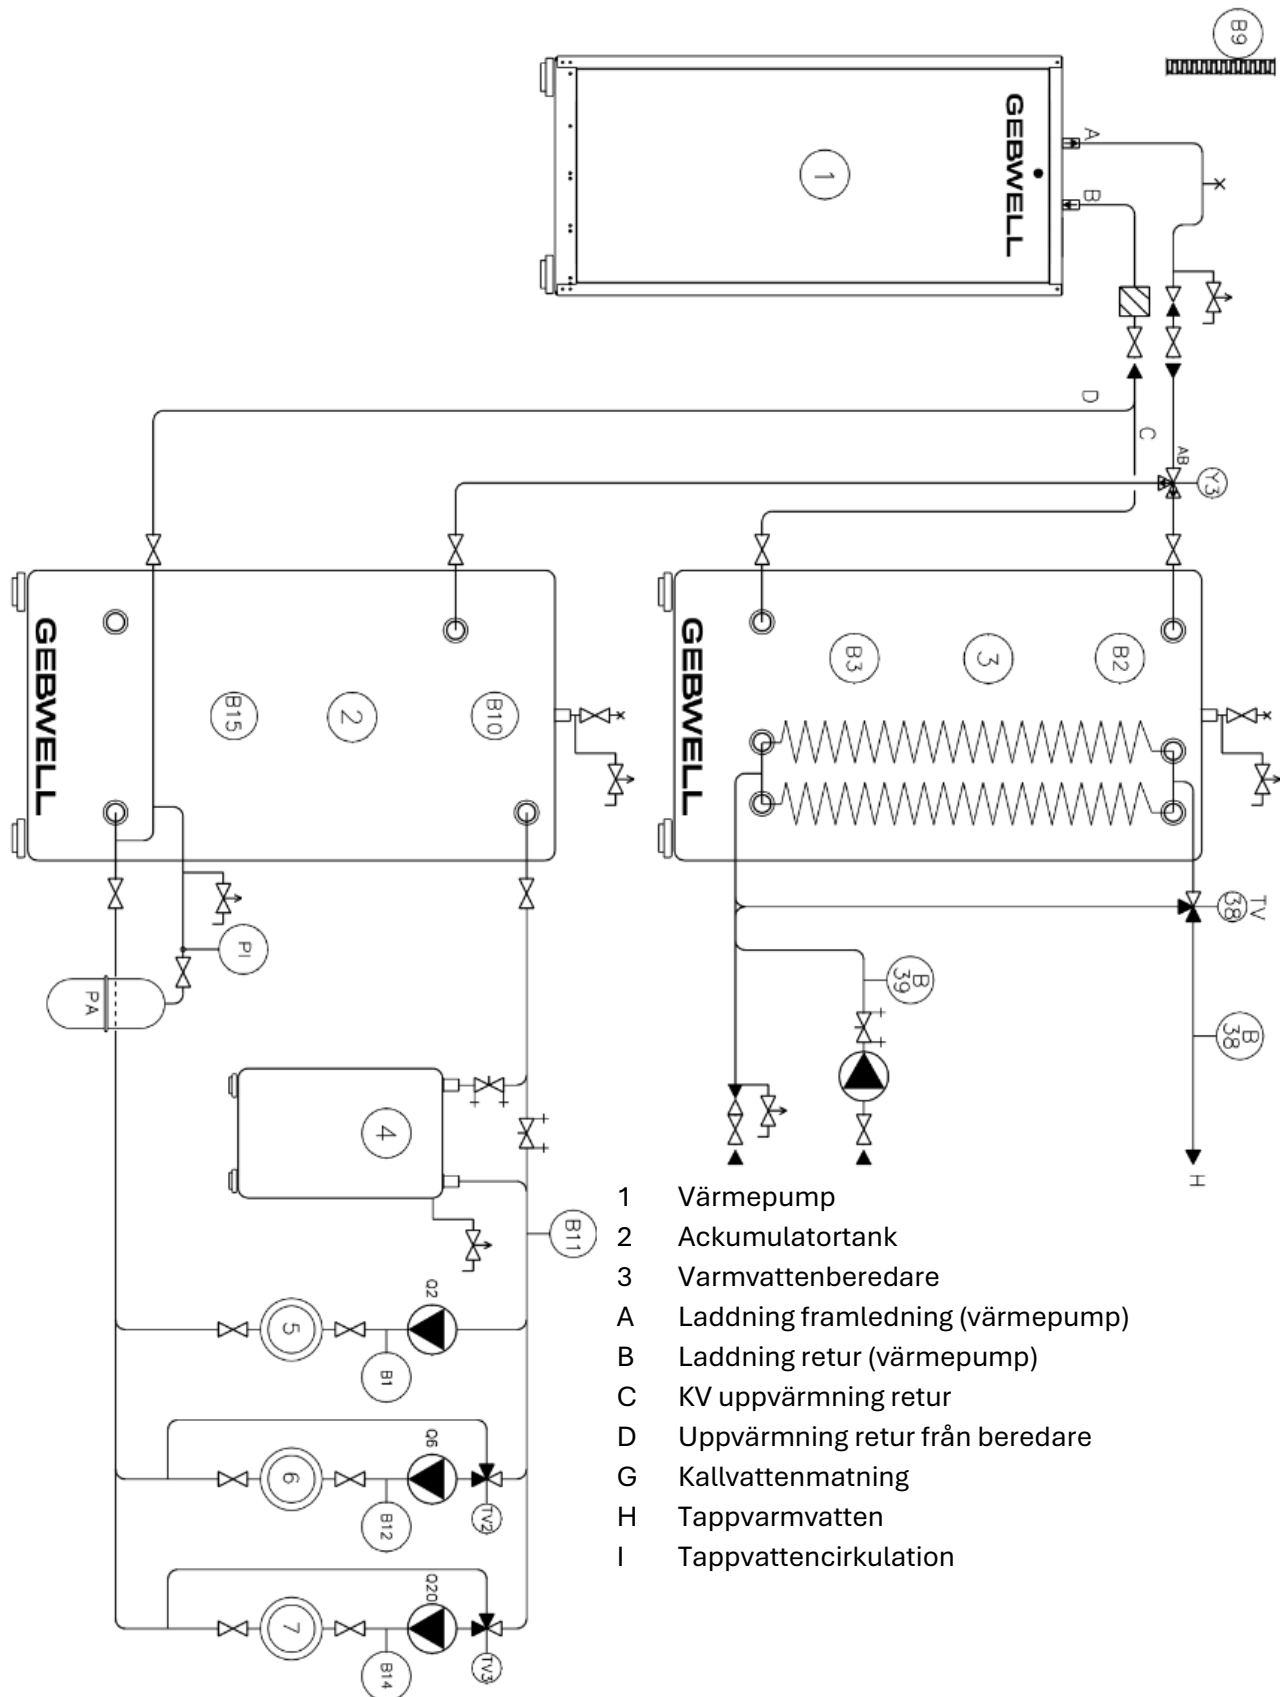 B9
GEBWELL
1
A
B
D
C
AB
Y3
GEBWELL
B15
2
B10
GEBWELL
B3
3
B2
TV
38
B
38
B
39
H
PI
PA
4
B11
Q2
5
B1
Q6
6
B12
TV2
Q20
7
B14
TV3
1 Värmepump
2 Ackumulatortank
3 Varmvattenberedare
A Laddning framledning (värmepump)
B Laddning retur (värmepump)
C KV uppvärmning retur
D Uppvärmning retur från beredare
G Kallvattenmatning
H Tappvarmvatten
I Tappvattencirkulation